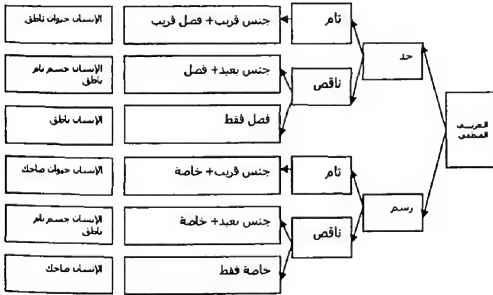 التعريف
المنطقي
حد
تام
جنس قريب+ فصل قريب
الإنسان حيوان ناطق
ناقص
جنس بعيد+ فصل
الإنسان جسم نام
ناطق
فصل فقط
الإنسان ناطق
رسم
تام
جنس قريب+ خاصة
الإنسان حيوان ضاحك
ناقص
جنس بعيد+ خاصة
الإنسان جسم نام
ناطق
خاصة فقط
الإنسان ضاحك